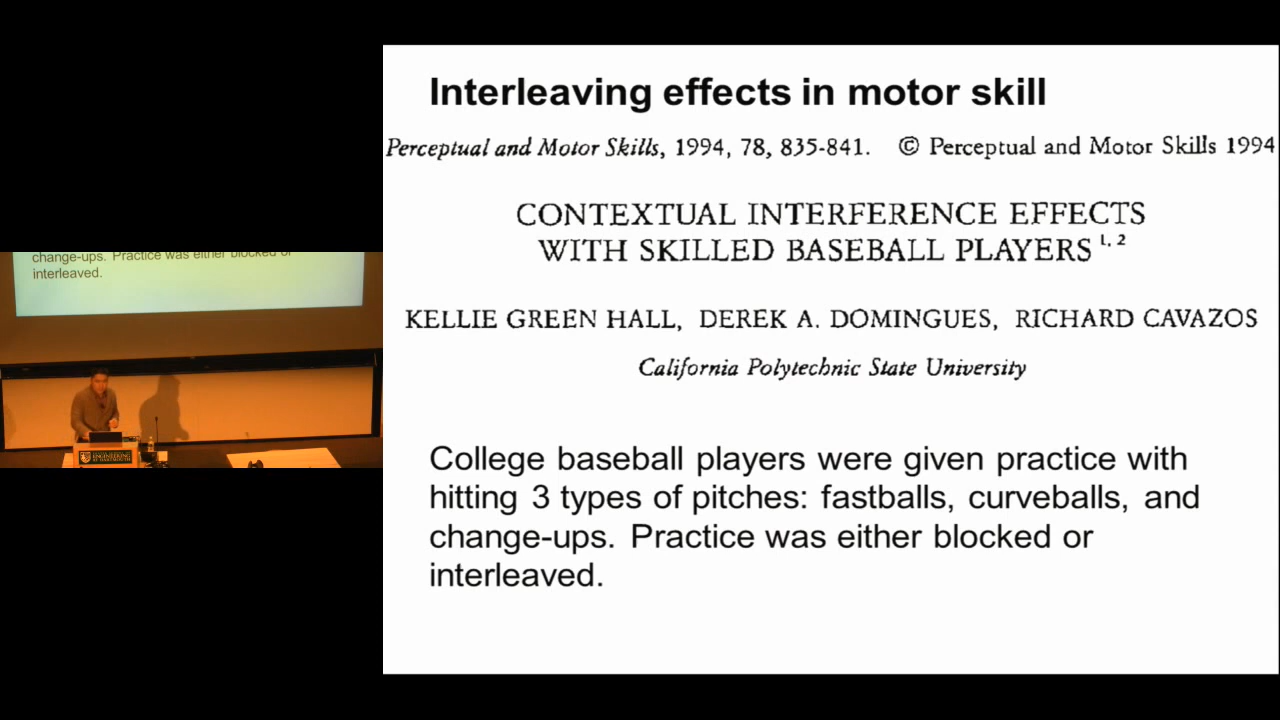 Interleaving effects in motor skill
Perceptual and Motor Skills, 1994, 78, 835-841. © Perceptual and Motor Skills 1994
CONTEXTUAL INTERFERENCE EFFECTS
WITH SKILLED BASEBALL PLAYERS 1, 2
KELLIE GREEN HALL, DEREK A. DOMINGUES, RICHARD CAVAZOS
California Polytechnic State University
College baseball players were given practice with
hitting 3 types of pitches: fastballs, curveballs, and
change-ups. Practice was either blocked or
interleaved.
change-ups. Practice was either blocked or
interleaved.
ENGINEERING
AT DARTMOUTH